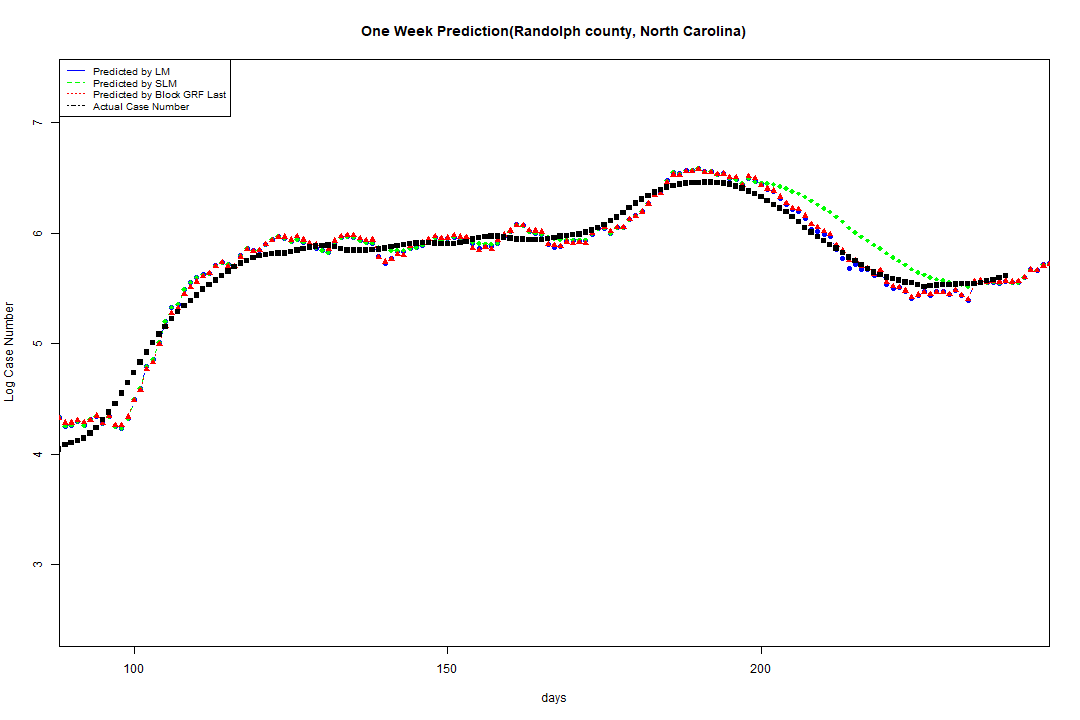 One Week Prediction(Randolph county, North Carolina)
Predicted by LM
Predicted by SLM
Predicted by Block GRF Last
Actual Case Number
7
6
5
4
3
Log Case Number
100 150 200
days